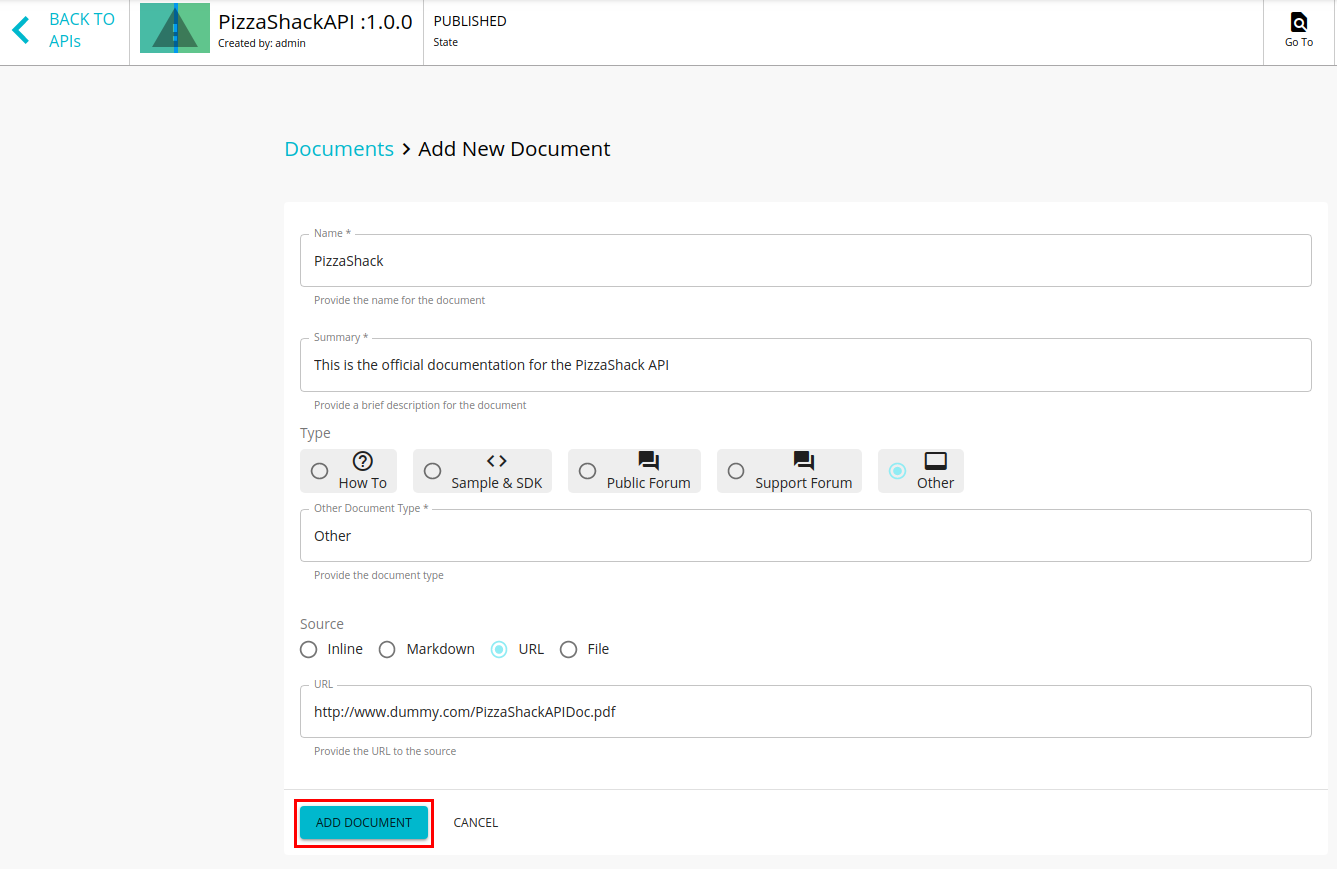 BACK TO
APIs
PizzaShackAPI :1.0.0
Created by: admin
PUBLISHED
State
Go To
Documents > Add New Document
Name *
PizzaShack
Provide the name for the document
Summary *
This is the official documentation for the PizzaShack API
Provide a brief description for the document
Type
How To
Sample & SDK
Public Forum
Support Forum
Other
Other Document Type *
Other
Provide the document type
Source
Inline Markdown URL File
URL
http://www.dummy.com/PizzaShackAPIDoc.pdf
Provide the URL to the source
ADD DOCUMENT CANCEL